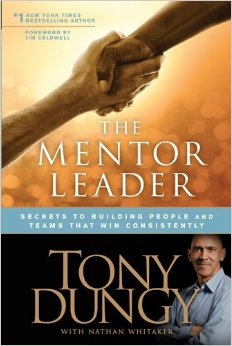 #1 NEW YORK TIMES
BESTSELLING AUTHOR
FOREWORD BY
JIM CALDWELL
THE
MENTOR
LEADER
SECRETS TO BUILDING PEOPLE AND
TEAMS THAT WIN CONSISTENTLY
TONY
DUNGY
WITH NATHAN WHITAKER